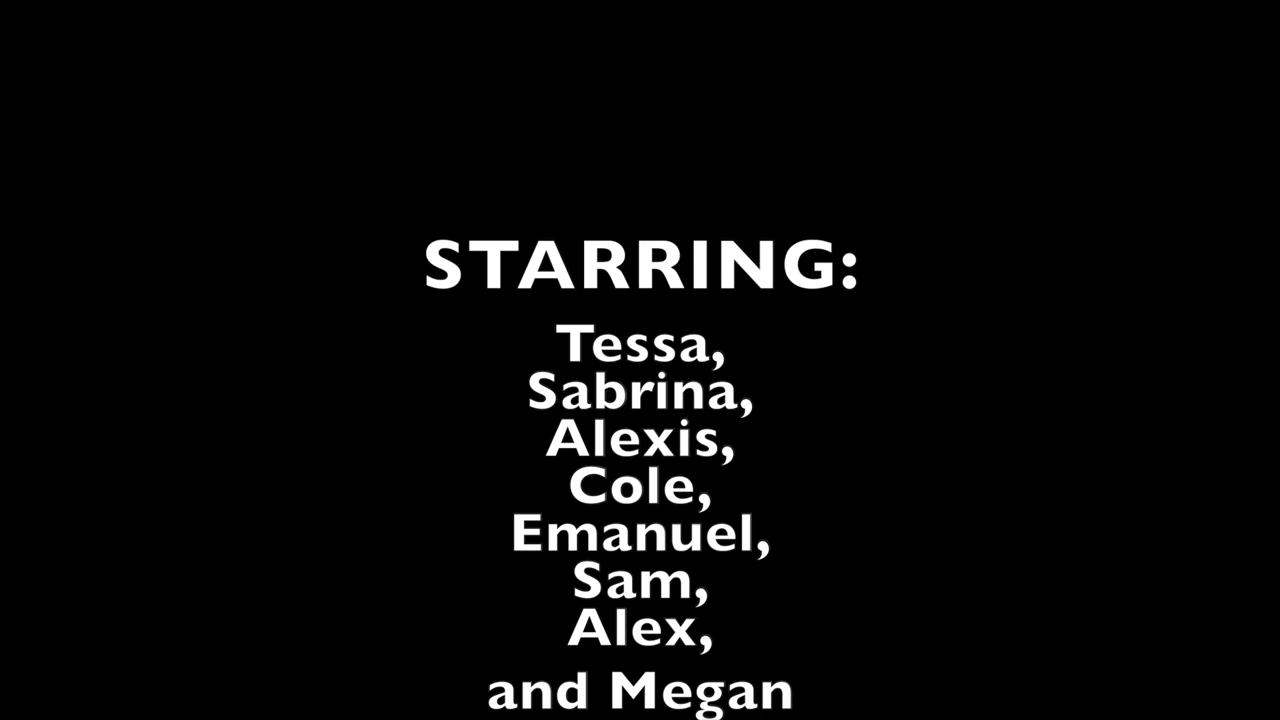 STARRING:
Tessa,
Sabrina,
Alexis,
Cole,
Emanuel,
Sam,
Alex,
and Megan